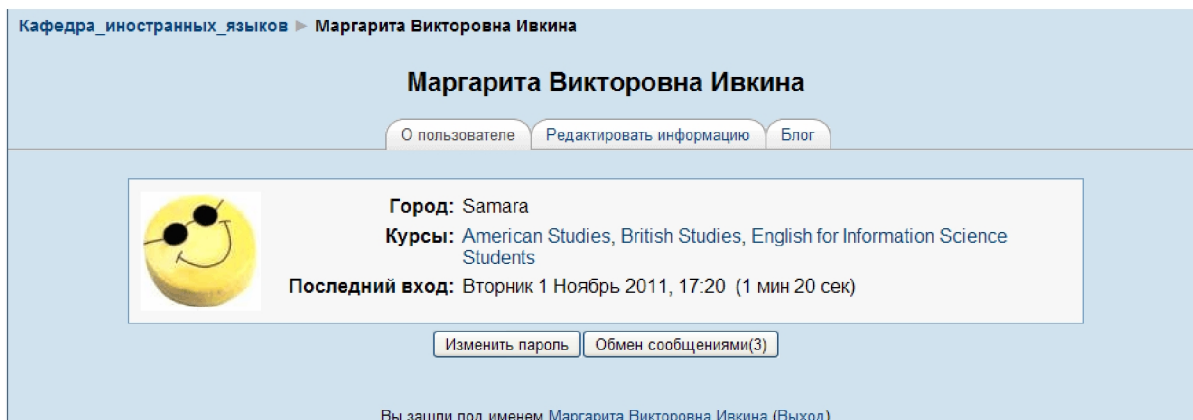 Кафедра_иностранных_языков ► Маргарита Викторовна Ивкина
Маргарита Викторовна Ивкина
О пользователе Редактировать информацию Блог
Город: Samara
Курсы: American Studies, British Studies, English for Information Science
Students
Последний вход: Вторник 1 Ноябрь 2011, 17:20 (1 мин 20 сек)
Изменить пароль Обмен сообщениями(3)
Вы зашли под именем Маргарита Викторовна Ивкина (Выход)